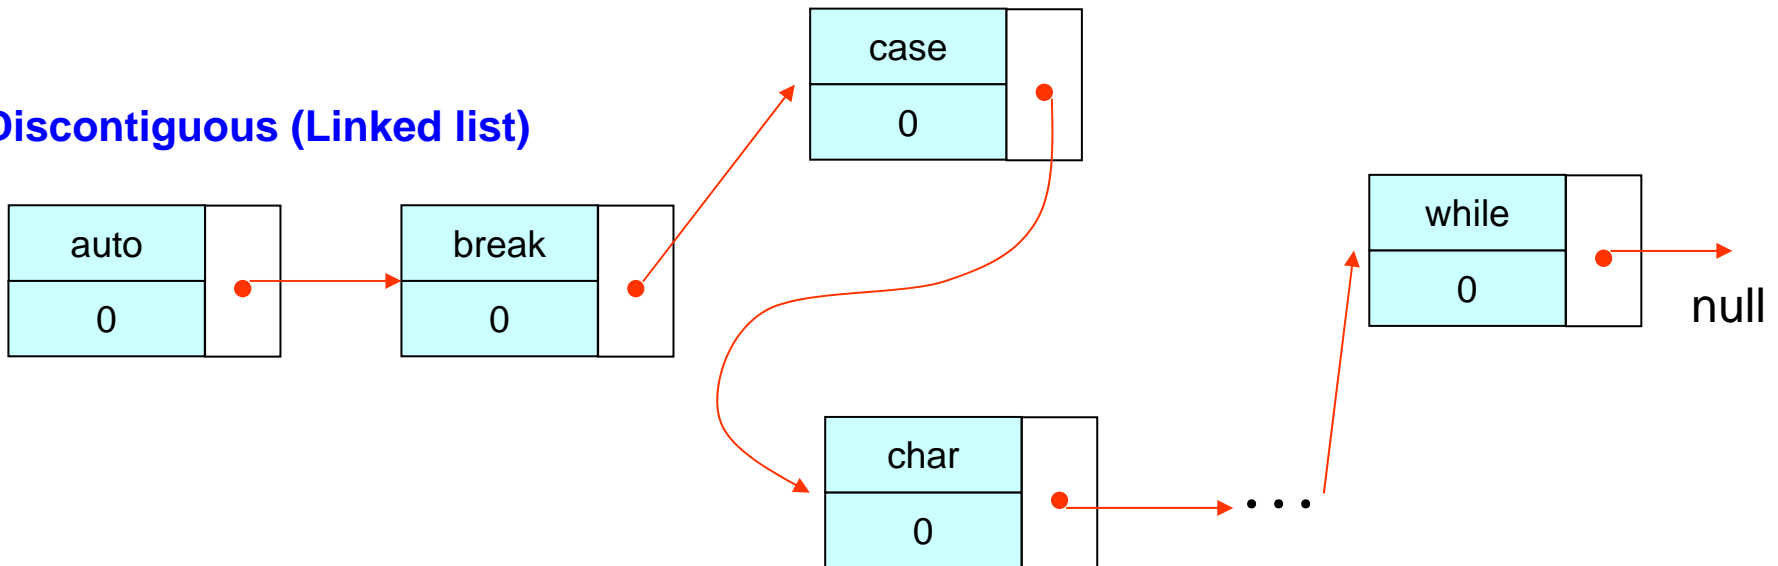 Discontiguous (Linked list)
auto
0
break
0
case
0
char
0
...
while
0
null